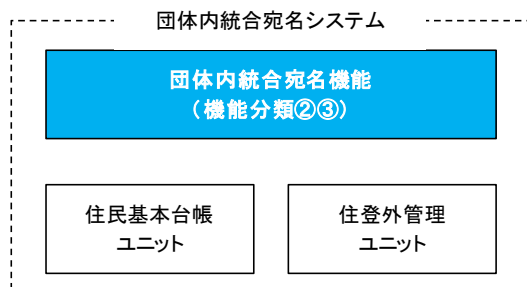 団体内統合宛名システム
団体内統合宛名機能
（機能分類②③）
住民基本台帳
ユニット
住登外管理
ユニット